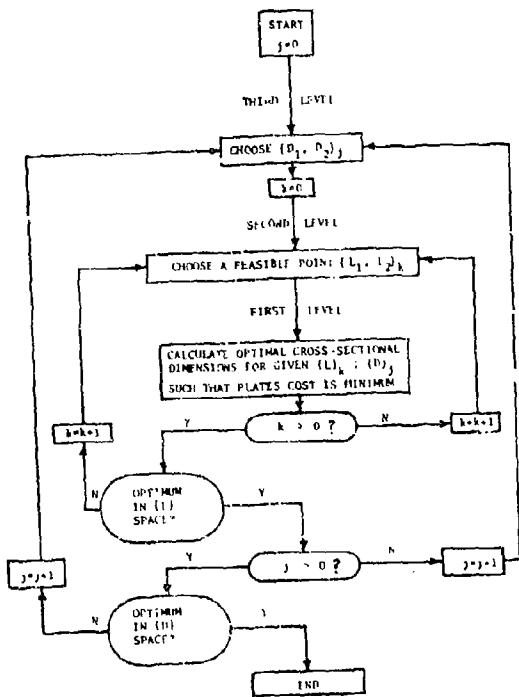 START
j=0
THIRD LEVEL
CHOOSE {D₁, D₂}ⱼ
k=0
SECOND LEVEL
CHOOSE A FEASIBLE POINT {L₁, L₂}ₖ
FIRST LEVEL
CALCULATE OPTIMAL CROSS-SECTIONAL
DIMENSIONS FOR GIVEN {L}ₖ ; {D}ⱼ
SUCH THAT PLATES COST IS MINIMUM
Y k > 0 ? N
k=k+1 k=k+1
N OPTIMUM Y
IN {L}
SPACE?
Y j > 0 ? N
j=j+1 j=j+1
N OPTIMUM Y
IN {D}
SPACE?
END